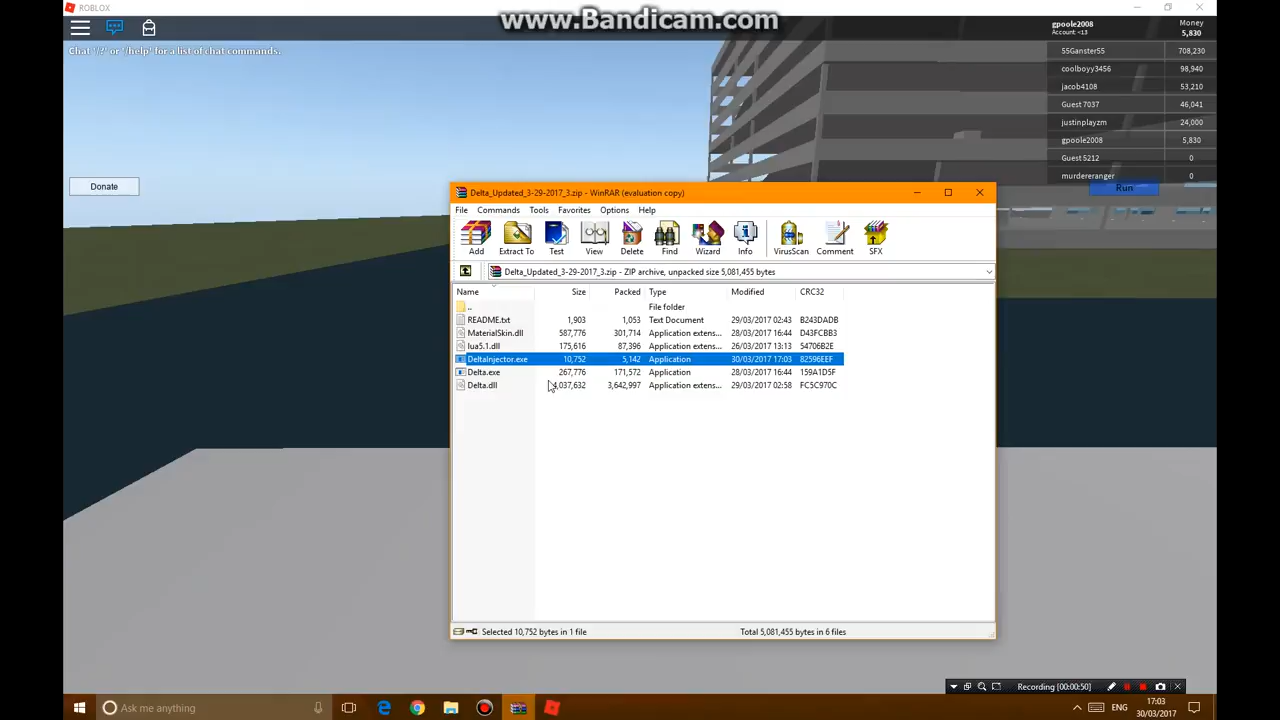 ROBLOX
www.Bandicam.com
Chat '/?' or '/help' for a list of chat commands.
gpoole2008
Account <13
Money
5,830
55Ganster55 708,230
coolboyy3456 98,940
jacob4108 53,210
Guest 7037 46,041
justinplayzm 24,000
gpoole2008 5,830
Guest 5212 0
murdereranger 0
Run
Donate
Delta_Updated_3-29-2017_3.zip - WinRAR (evaluation copy)
File Commands Tools Favorites Options Help
Add Extract To Test View Delete Find Wizard Info VirusScan Comment SFX
Delta_Updated_3-29-2017_3.zip - ZIP archive, unpacked size 5,081,455 bytes
Name Size Packed Type Modified CRC32
.. File folder
README.txt 1,903 1,053 Text Document 29/03/2017 02:43 B243DADB
MaterialSkin.dll 587,776 301,714 Application extens... 28/03/2017 16:44 D43FCBB3
lua5.1.dll 175,616 87,396 Application extens... 26/03/2017 13:13 54706B2E
DeltaInjector.exe 10,752 5,142 Application 30/03/2017 17:03 82596EEF
Delta.exe 267,776 171,572 Application 28/03/2017 16:44 159A1D5F
Delta.dll 4,037,632 3,642,997 Application extens... 29/03/2017 02:58 FC5C970C
Selected 10,752 bytes in 1 file Total 5,081,455 bytes in 6 files
Recording [00:00:50]
Ask me anything
ENG
17:03
30/03/2017